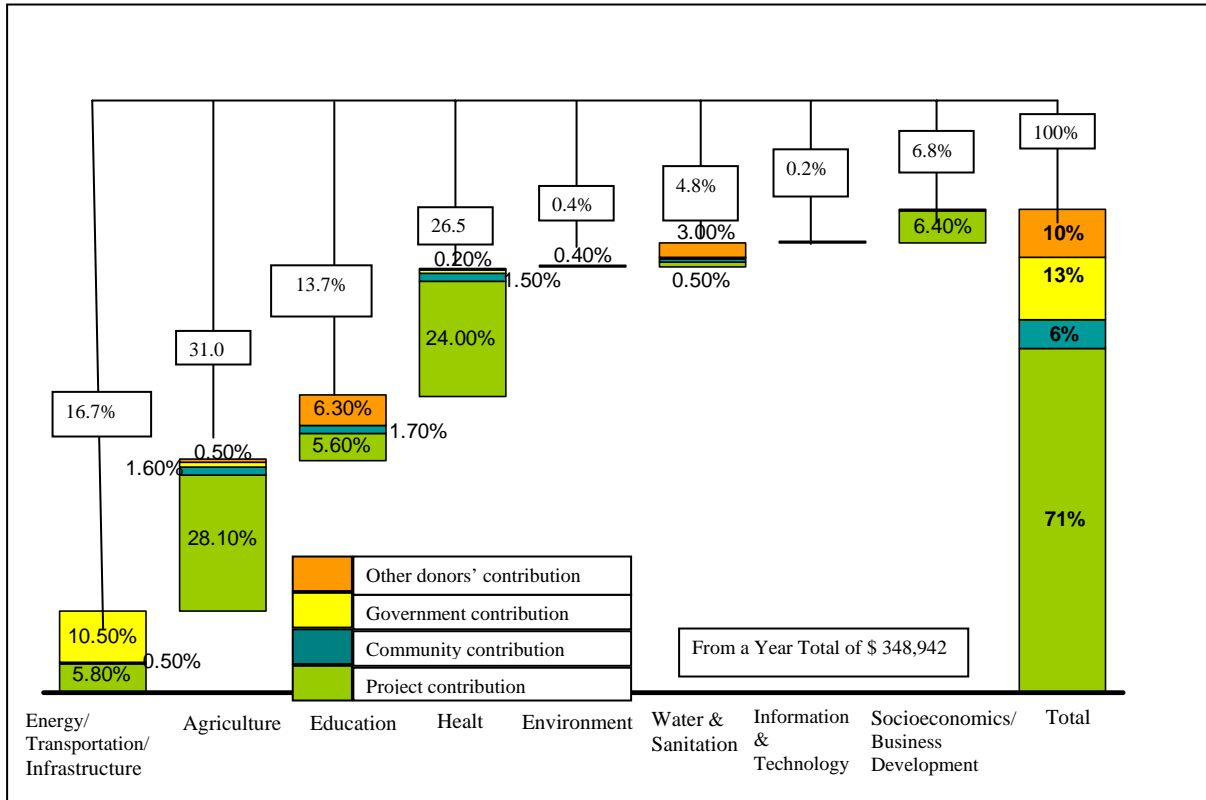 100%
6.8%
0.2%
4.8%
0.4%
26.5
13.7%
31.0
16.7%
10.50%
0.50%
5.80%
0.50%
1.60%
28.10%
6.30%
1.70%
5.60%
0.20%
1.50%
24.00%
0.40%
3.00%
0.50%
6.40%
10%
13%
6%
71%
Other donors’ contribution
Government contribution
Community contribution
Project contribution
From a Year Total of $ 348,942
Energy/
Transportation/
Infrastructure
Agriculture
Education
Healt
Environment
Water &
Sanitation
Information
&
Technology
Socioeconomics/
Business
Development
Total